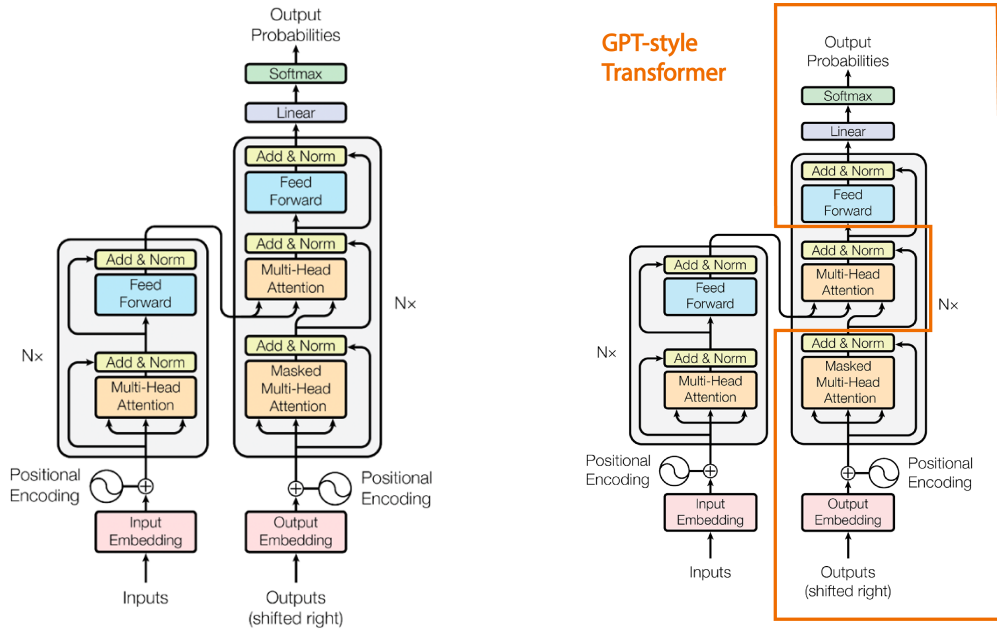 Output
Probabilities
Softmax
Linear
Add & Norm
Feed
Forward
Add & Norm
Multi-Head
Attention
Add & Norm
Masked
Multi-Head
Attention
Nx
Add & Norm
Feed
Forward
Add & Norm
Multi-Head
Attention
Nx
Positional
Encoding
Positional
Encoding
Input
Embedding
Output
Embedding
Inputs
Outputs
(shifted right)
GPT-style
Transformer
Output
Probabilities
Softmax
Linear
Add & Norm
Feed
Forward
Add & Norm
Multi-Head
Attention
Add & Norm
Masked
Multi-Head
Attention
Nx
Add & Norm
Feed
Forward
Add & Norm
Multi-Head
Attention
Nx
Positional
Encoding
Positional
Encoding
Input
Embedding
Output
Embedding
Inputs
Outputs
(shifted right)